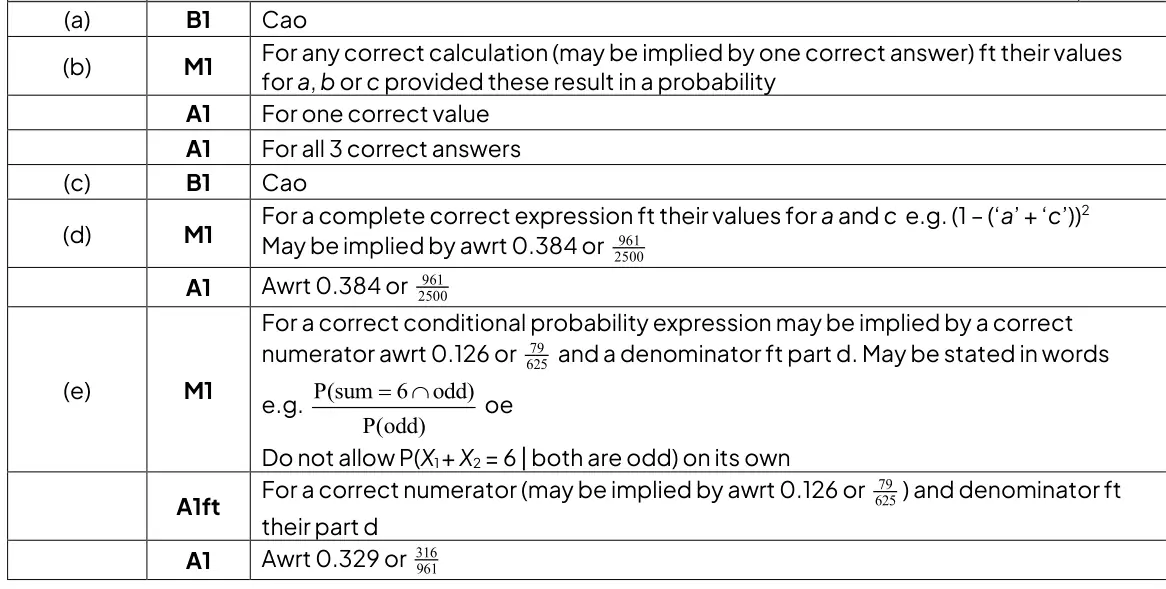 (a) B1 Cao
(b) M1 For any correct calculation (may be implied by one correct answer) ft their values
for a, b or c provided these result in a probability
A1 For one correct value
A1 For all 3 correct answers
(c) B1 Cao
(d) M1 For a complete correct expression ft their values for a and c e.g. (1 – (‘a’ + ‘c’))²
May be implied by awrt 0.384 or 961/2500
A1 Awrt 0.384 or 961/2500
(e) M1 For a correct conditional probability expression may be implied by a correct
numerator awrt 0.126 or 79/625 and a denominator ft part d. May be stated in words
e.g. P(sum = 6 ∩ odd)/P(odd) oe
Do not allow P(X₁ + X₂ = 6 | both are odd) on its own
A1ft For a correct numerator (may be implied by awrt 0.126 or 79/625 ) and denominator ft
their part d
A1 Awrt 0.329 or 316/961